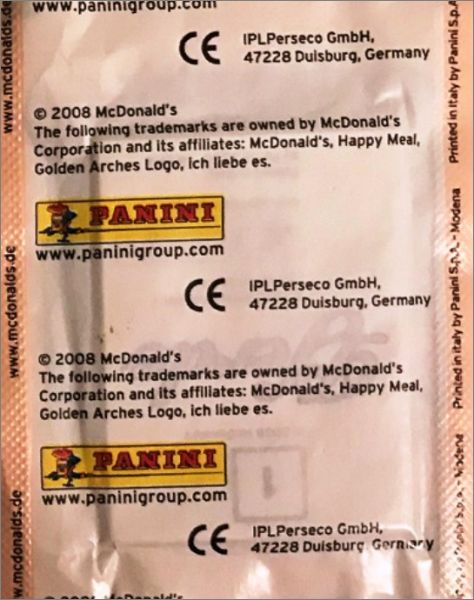 www.paninigroup.com
CE
IPLPerseco GmbH,
47228 Duisburg, Germany
© 2008 McDonald's
The following trademarks are owned by McDonald's
Corporation and its affiliates: McDonald's, Happy Meal,
Golden Arches Logo, ich liebe es.
PANINI
www.paninigroup.com
CE
IPLPerseco GmbH,
47228 Duisburg, Germany
© 2008 McDonald's
The following trademarks are owned by McDonald's
Corporation and its affiliates: McDonald's, Happy Meal,
Golden Arches Logo, ich liebe es.
PANINI
www.paninigroup.com
CE
IPLPerseco GmbH,
47228 Duisburg, Germany
McDonald's
www.mcdonalds.de
www.mcdonalds.de
www.mcdonalds.de
Printed in Italy by Panini S.p.A.
Printed in Italy by Panini S.p.A. - Modena
Modena